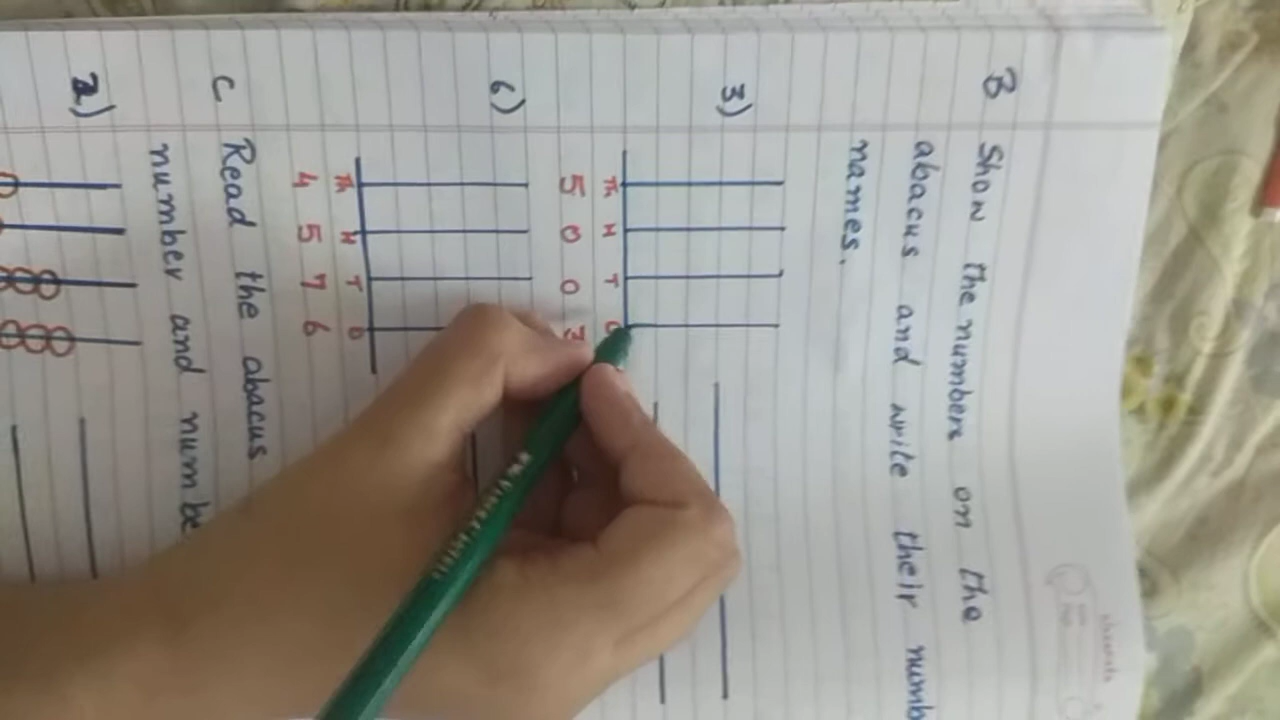 B Show the numbers on the
abacus and write their numb
names.
3)
Th H T O
5 0 0 3
6)
Th H T O
4 5 7 6
C Read the abacus
number and numbe
2)